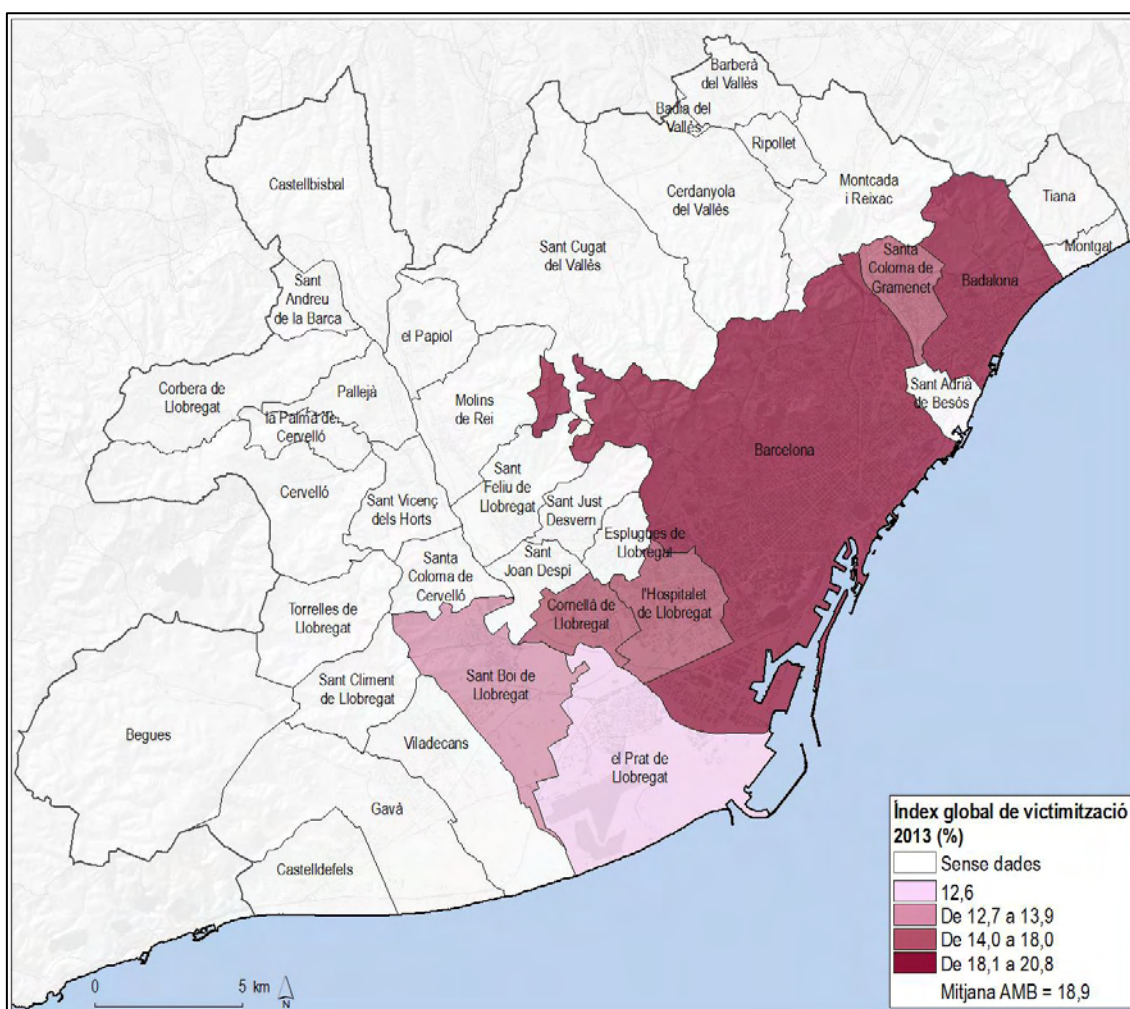 Barberà
del Vallès
Badia del
Vallès
Ripollet
Castellbisbal
Cerdanyola
del Vallès
Montcada
i Reixac
Tiana
Montgat
Sant Cugat
del Vallès
Santa
Coloma de
Gramenet
Badalona
Sant
Andreu
de la Barca
el Papiol
Corbera de
Llobregat
Pallejà
Molins
de Rei
Sant Adrià
de Besòs
la Palma de
Cervelló
Barcelona
Cervelló
Sant Vicenç
dels Horts
Sant
Feliu de
Llobregat
Sant Just
Desvern
Esplugues de
Llobregat
Santa
Coloma de
Cervelló
Sant
Joan Despí
Cornellà de
Llobregat
l'Hospitalet
de Llobregat
Torrelles de
Llobregat
Sant Climent
de Llobregat
Sant Boi de
Llobregat
Begues
Viladecans
el Prat de
Llobregat
Gavà
Castelldefels
Índex global de victimització
2013 (%)
Sense dades
12,6
De 12,7 a 13,9
De 14,0 a 18,0
De 18,1 a 20,8
Mitjana AMB = 18,9
0 5 km N